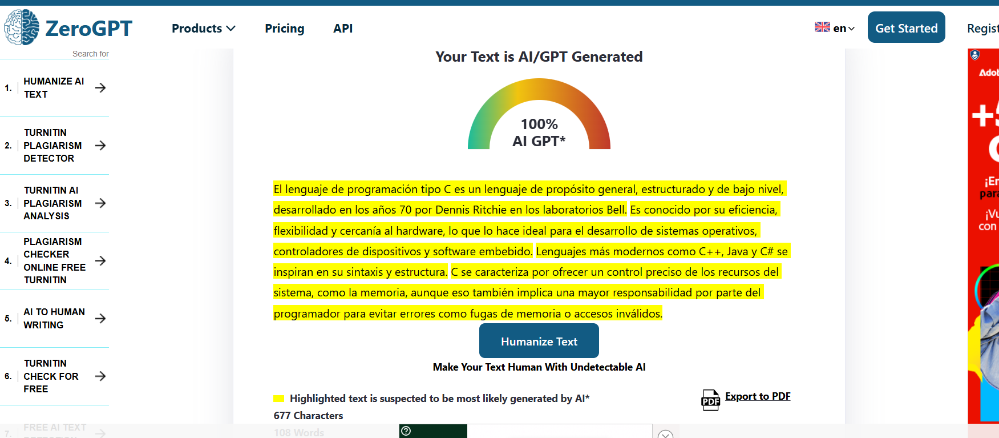 ZeroGPT
Products
Pricing
API
en
Get Started
Regist
Search for
1. HUMANIZE AI
TEXT
2. TURNITIN
PLAGIARISM
DETECTOR
3. TURNITIN AI
PLAGIARISM
ANALYSIS
4. PLAGIARISM
CHECKER
ONLINE FREE
TURNITIN
5. AI TO HUMAN
WRITING
6. TURNITIN
CHECK FOR
FREE
7. FREE AI TEXT
Your Text is AI/GPT Generated
100%
AI GPT*
El lenguaje de programación tipo C es un lenguaje de propósito general, estructurado y de bajo nivel,
desarrollado en los años 70 por Dennis Ritchie en los laboratorios Bell. Es conocido por su eficiencia,
flexibilidad y cercanía al hardware, lo que lo hace ideal para el desarrollo de sistemas operativos,
controladores de dispositivos y software embebido. Lenguajes más modernos como C++, Java y C# se
inspiran en su sintaxis y estructura. C se caracteriza por ofrecer un control preciso de los recursos del
sistema, como la memoria, aunque eso también implica una mayor responsabilidad por parte del
programador para evitar errores como fugas de memoria o accesos inválidos.
Humanize Text
Make Your Text Human With Undetectable AI
Highlighted text is suspected to be most likely generated by AI*
677 Characters
108 Words
PDF
Export to PDF
Adob
¡En
para
¡Vu
con